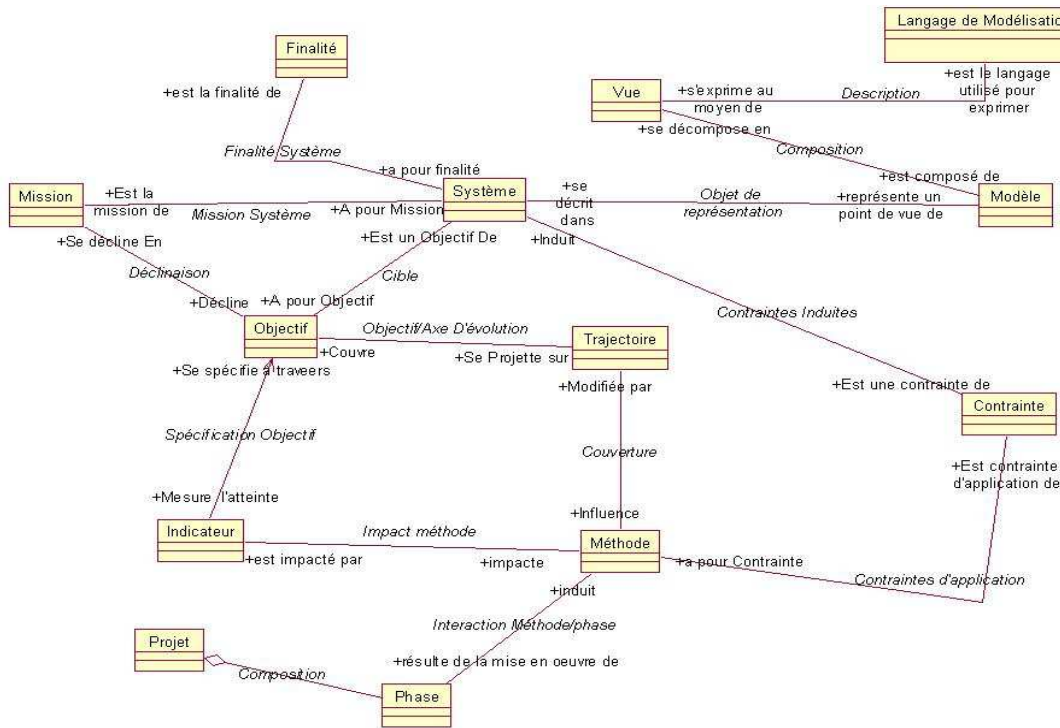 Langage de Modélisatio
Finalité
+est la finalité de
Vue
+s'exprime au
moyen de
Description
+est le langage
utilisé pour
exprimer
+se décompose en
Composition
Finalité Système
+a pour finalité
+est composé de
Mission
+Est la
mission de
Mission Système
+A pour Mission
Système
+se
décrit
dans
Objet de
représentation
+représente un
point de vue de
Modèle
+Se décline En
+Est un Objectif De
+Induit
Déclinaison
Cible
+Décline
+A pour Objectif
Contraintes Induites
Objectif
Objectif/Axe D'évolution
Trajectoire
+Couvre
+Se Projette sur
+Se spécifie à traveers
+Modifiée par
+Est une contrainte de
Contrainte
Spécification Objectif
Couverture
+Est contrainte
d'application de
+Mesure l'atteinte
+Influence
Indicateur
Impact méthode
Méthode
+est impacté par
+impacte
+a pour Contrainte
Contraintes d'application
+induit
Interaction Méthode/phase
Projet
+résulte de la mise en oeuvre de
Composition
Phase